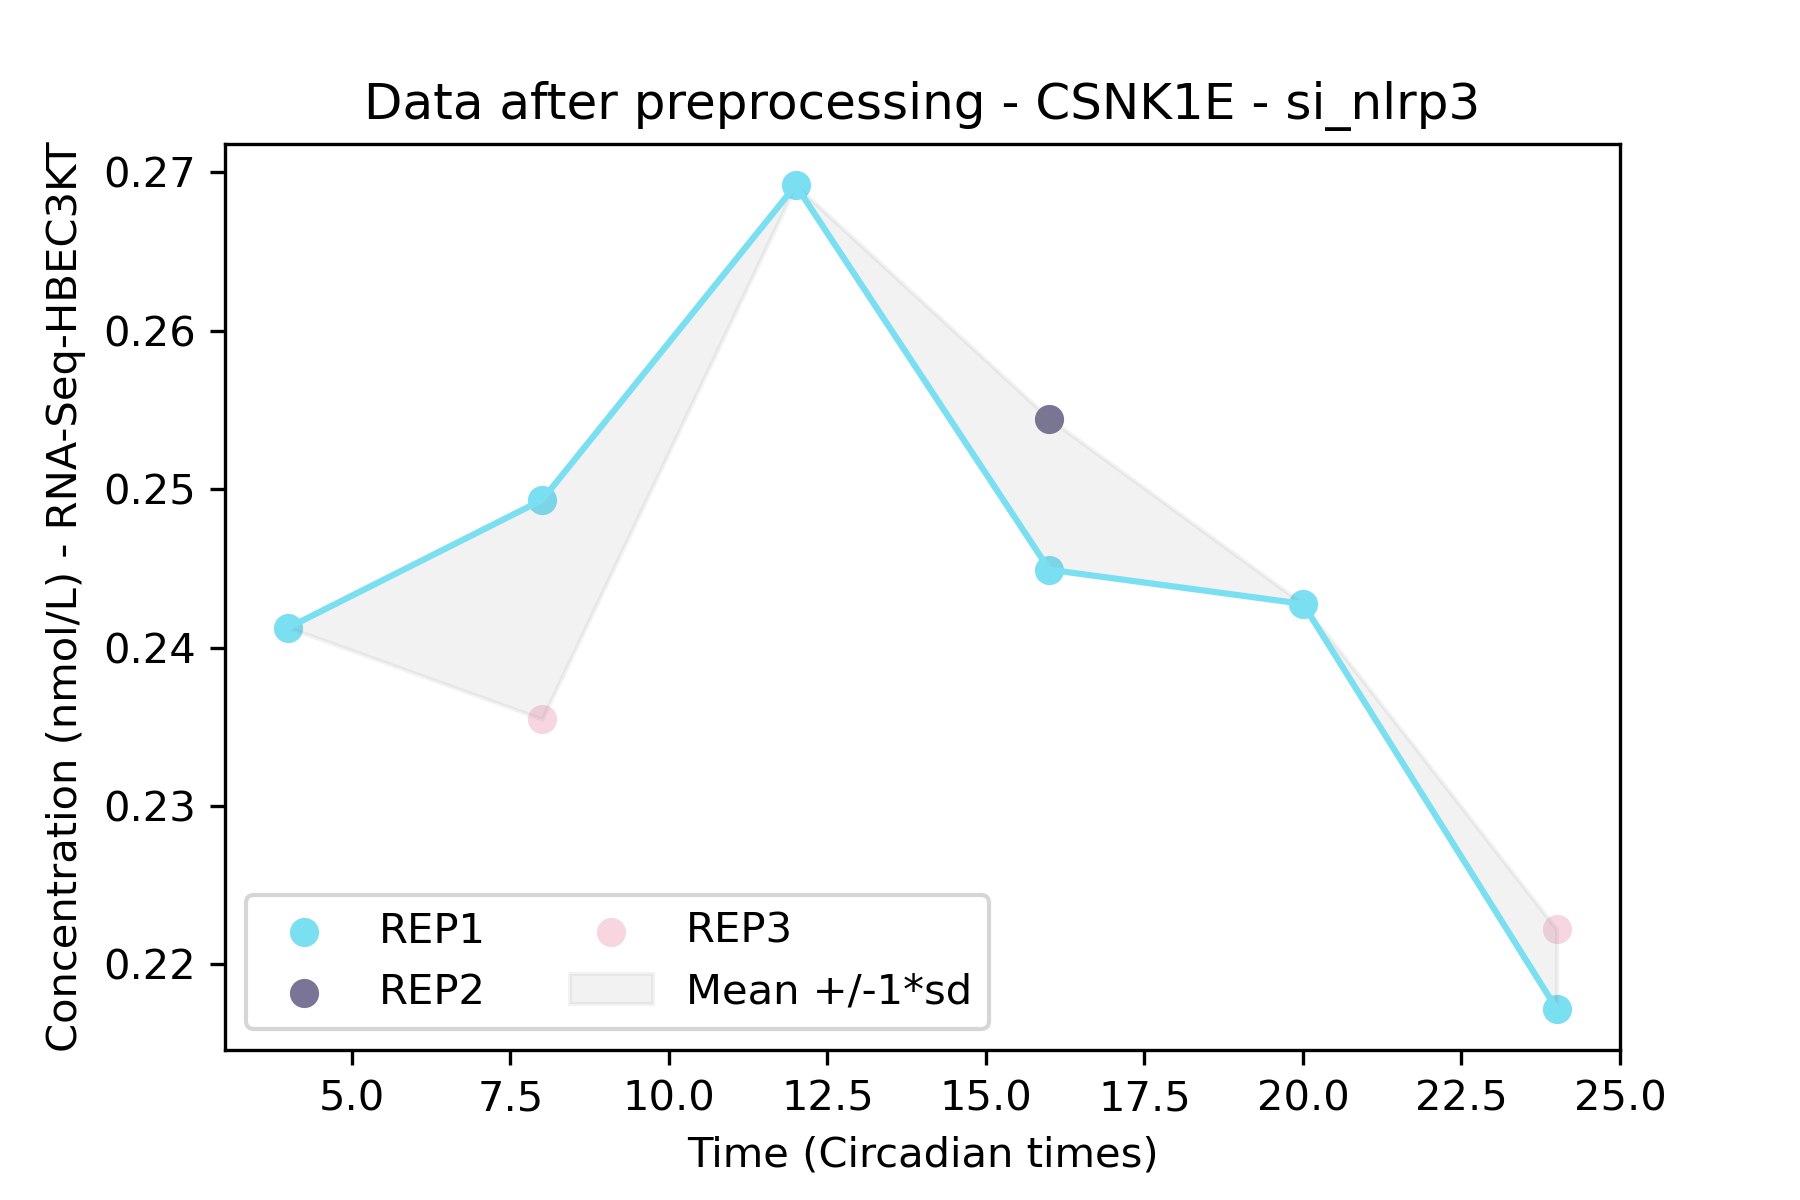 Data after preprocessing - CSNK1E - si_nlrp3
Concentration (nmol/L) - RNA-Seq-HBEC3KT
0.27
0.26
0.25
0.24
0.23
0.22
REP1
REP2
REP3
Mean +/-1*sd
5.0 7.5 10.0 12.5 15.0 17.5 20.0 22.5 25.0
Time (Circadian times)